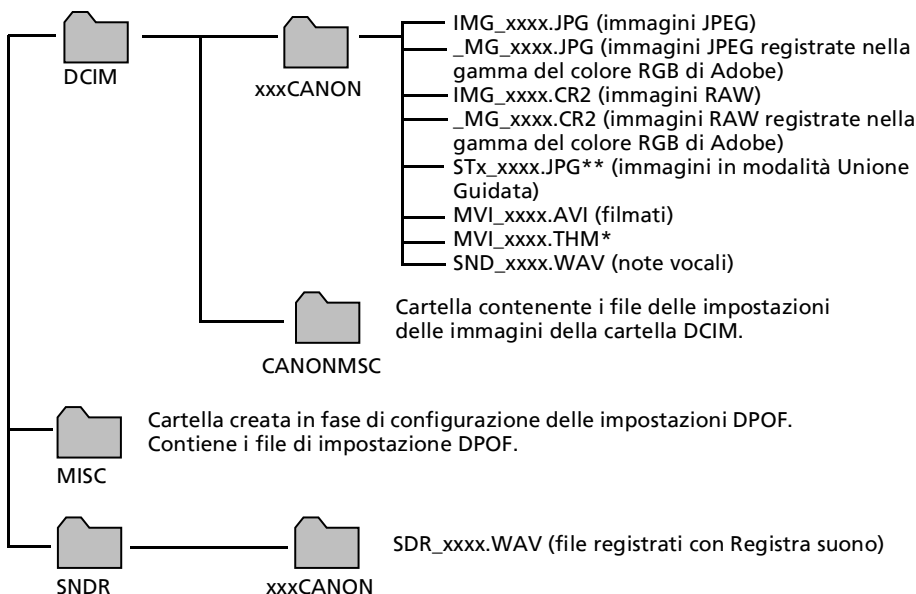 DCIM
xxxCANON
IMG_xxxx.JPG (immagini JPEG)
_MG_xxxx.JPG (immagini JPEG registrate nella
gamma del colore RGB di Adobe)
IMG_xxxx.CR2 (immagini RAW)
_MG_xxxx.CR2 (immagini RAW registrate nella
gamma del colore RGB di Adobe)
STx_xxxx.JPG** (immagini in modalità Unione
Guidata)
MVI_xxxx.AVI (filmati)
MVI_xxxx.THM*
SND_xxxx.WAV (note vocali)
CANONMSC
Cartella contenente i file delle impostazioni
delle immagini della cartella DCIM.
MISC
Cartella creata in fase di configurazione delle impostazioni DPOF.
Contiene i file di impostazione DPOF.
SNDR
xxxCANON
SDR_xxxx.WAV (file registrati con Registra suono)